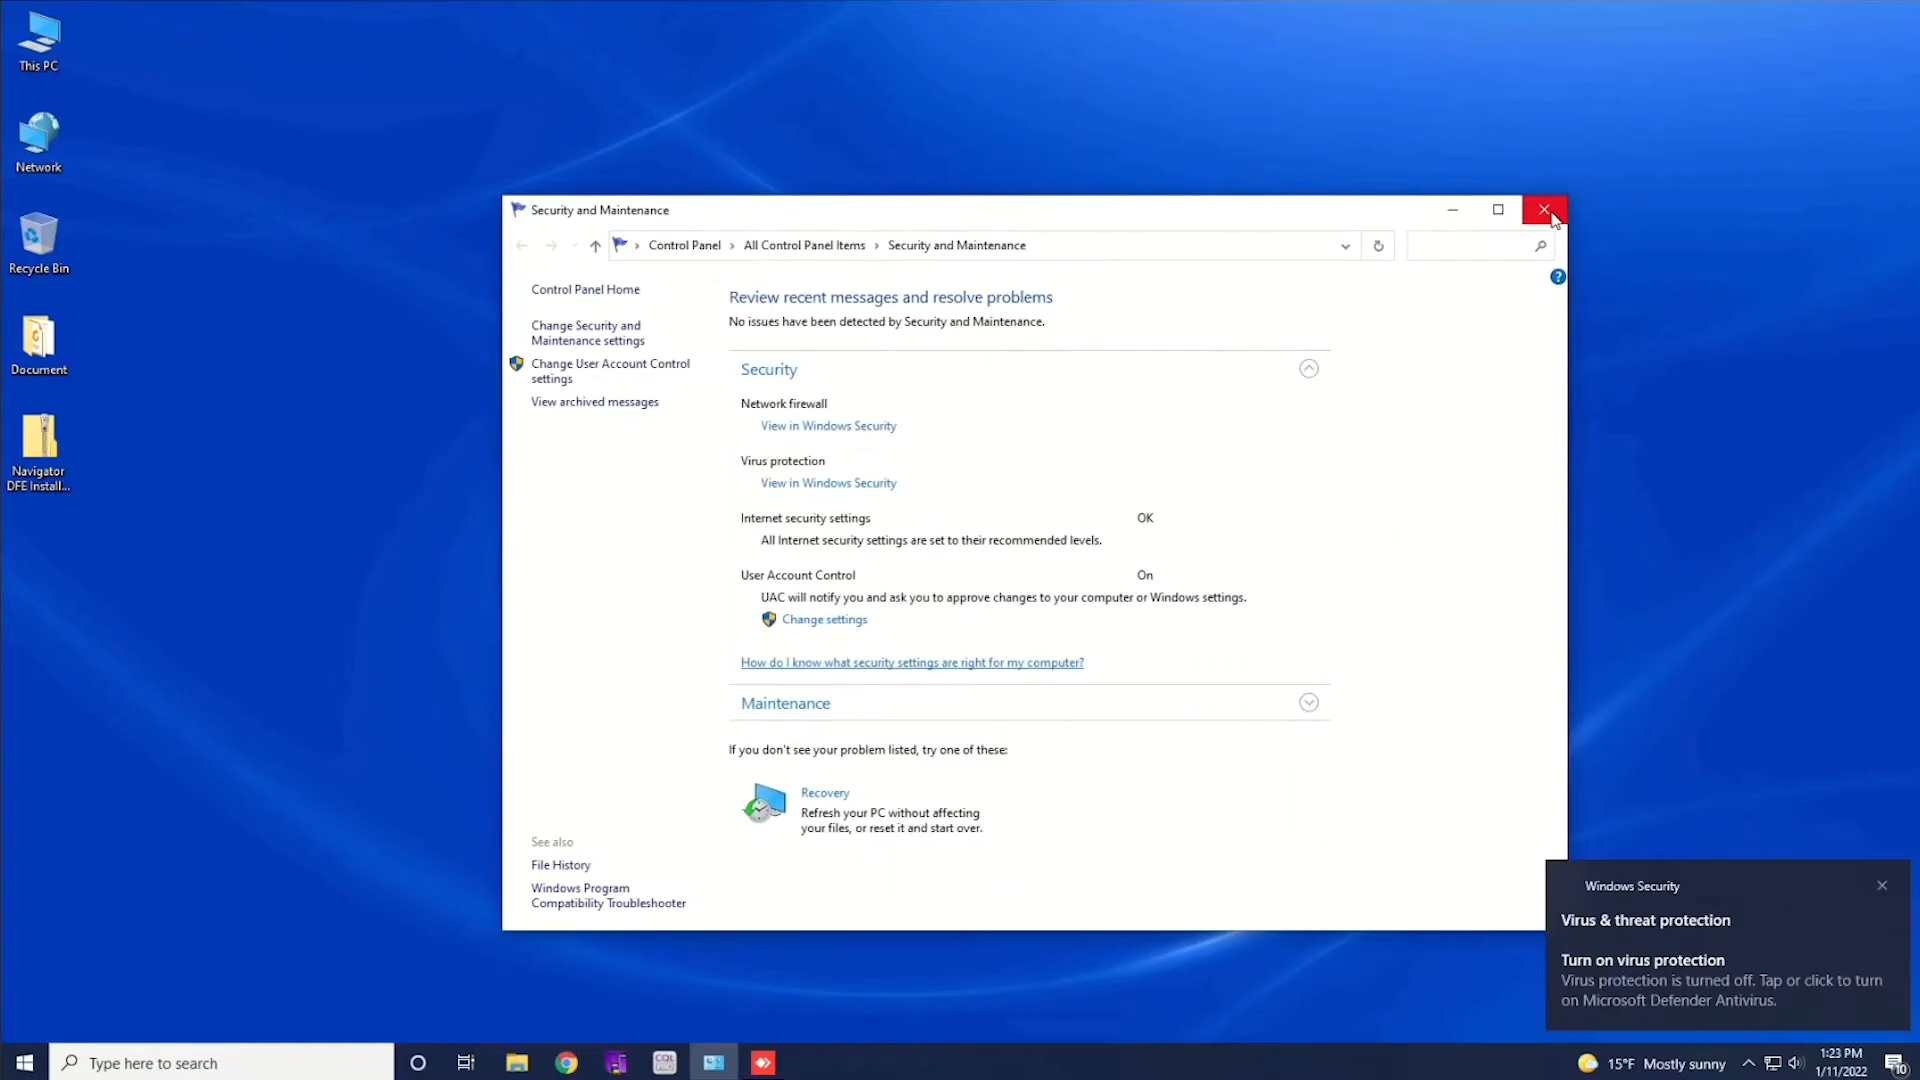 This PC
Network
Recycle Bin
Document
Navigator
DFE Install...
Security and Maintenance
Control Panel
All Control Panel Items
Security and Maintenance
?
Control Panel Home
Change Security and
Maintenance settings
Change User Account Control
settings
View archived messages
Review recent messages and resolve problems
No issues have been detected by Security and Maintenance.
Security
Network firewall
View in Windows Security
Virus protection
View in Windows Security
Internet security settings OK
All Internet security settings are set to their recommended levels.
User Account Control On
UAC will notify you and ask you to approve changes to your computer or Windows settings.
Change settings
How do I know what security settings are right for my computer?
Maintenance
If you don't see your problem listed, try one of these:
Recovery
Refresh your PC without affecting
your files, or reset it and start over.
See also
File History
Windows Program
Compatibility Troubleshooter
Windows Security
Virus & threat protection
Turn on virus protection
Virus protection is turned off. Tap or click to turn
on Microsoft Defender Antivirus.
Type here to search
CQL
15°F Mostly sunny
1:23 PM
1/11/2022
10